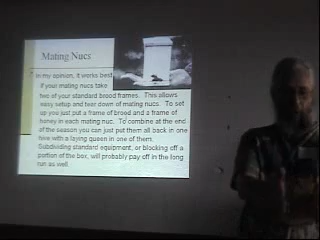 Mating Nucs
In my opinion, it works best
if your mating nucs take
two of your standard brood frames. This allows
easy setup and tear down of mating nucs. To set
up you just put a frame of brood and a frame of
honey in each mating nuc. To combine at the end
of the season you can just put them all back in one
hive with a laying queen in one of them.
Subdividing standard equipment, or blocking off a
portion of the box, will probably pay off in the long
run as well.